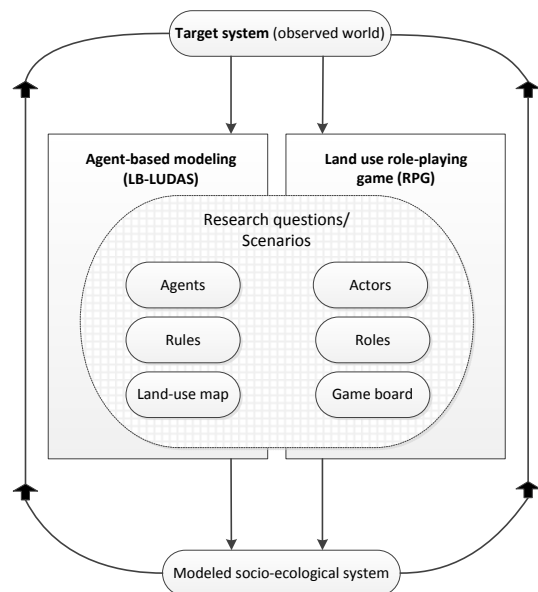 Target system (observed world)
Agent-based modeling
(LB-LUDAS)
Land use role-playing
game (RPG)
Research questions/
Scenarios
Agents
Actors
Rules
Roles
Land-use map
Game board
Modeled socio-ecological system